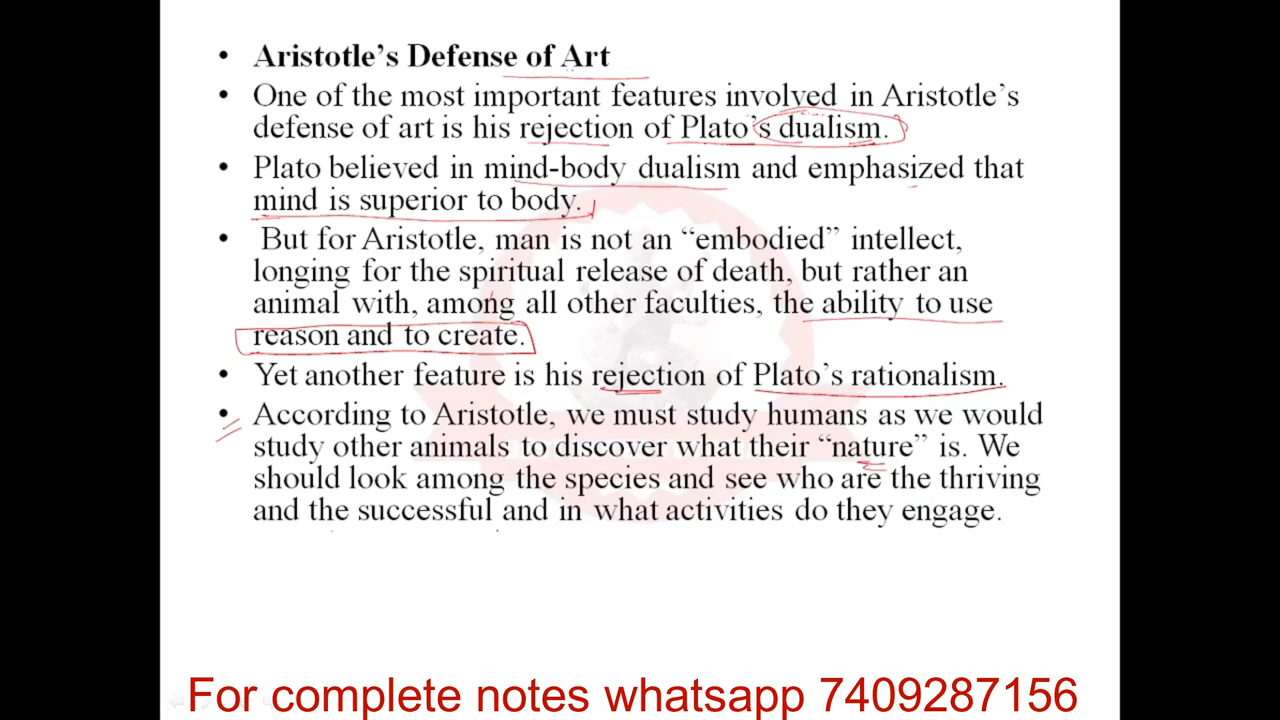 • Aristotle’s Defense of Art
• One of the most important features involved in Aristotle’s
defense of art is his rejection of Plato’s dualism.
• Plato believed in mind-body dualism and emphasized that
mind is superior to body.
• But for Aristotle, man is not an “embodied” intellect,
longing for the spiritual release of death, but rather an
animal with, among all other faculties, the ability to use
reason and to create.
• Yet another feature is his rejection of Plato’s rationalism.
• According to Aristotle, we must study humans as we would
study other animals to discover what their “nature” is. We
should look among the species and see who are the thriving
and the successful and in what activities do they engage.
For complete notes whatsapp 7409287156